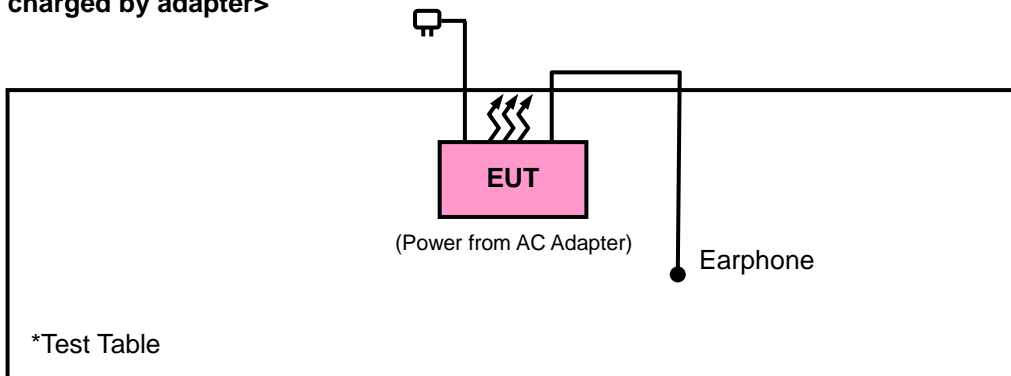 charged by adapter>
EUT
(Power from AC Adapter)
Earphone
*Test Table